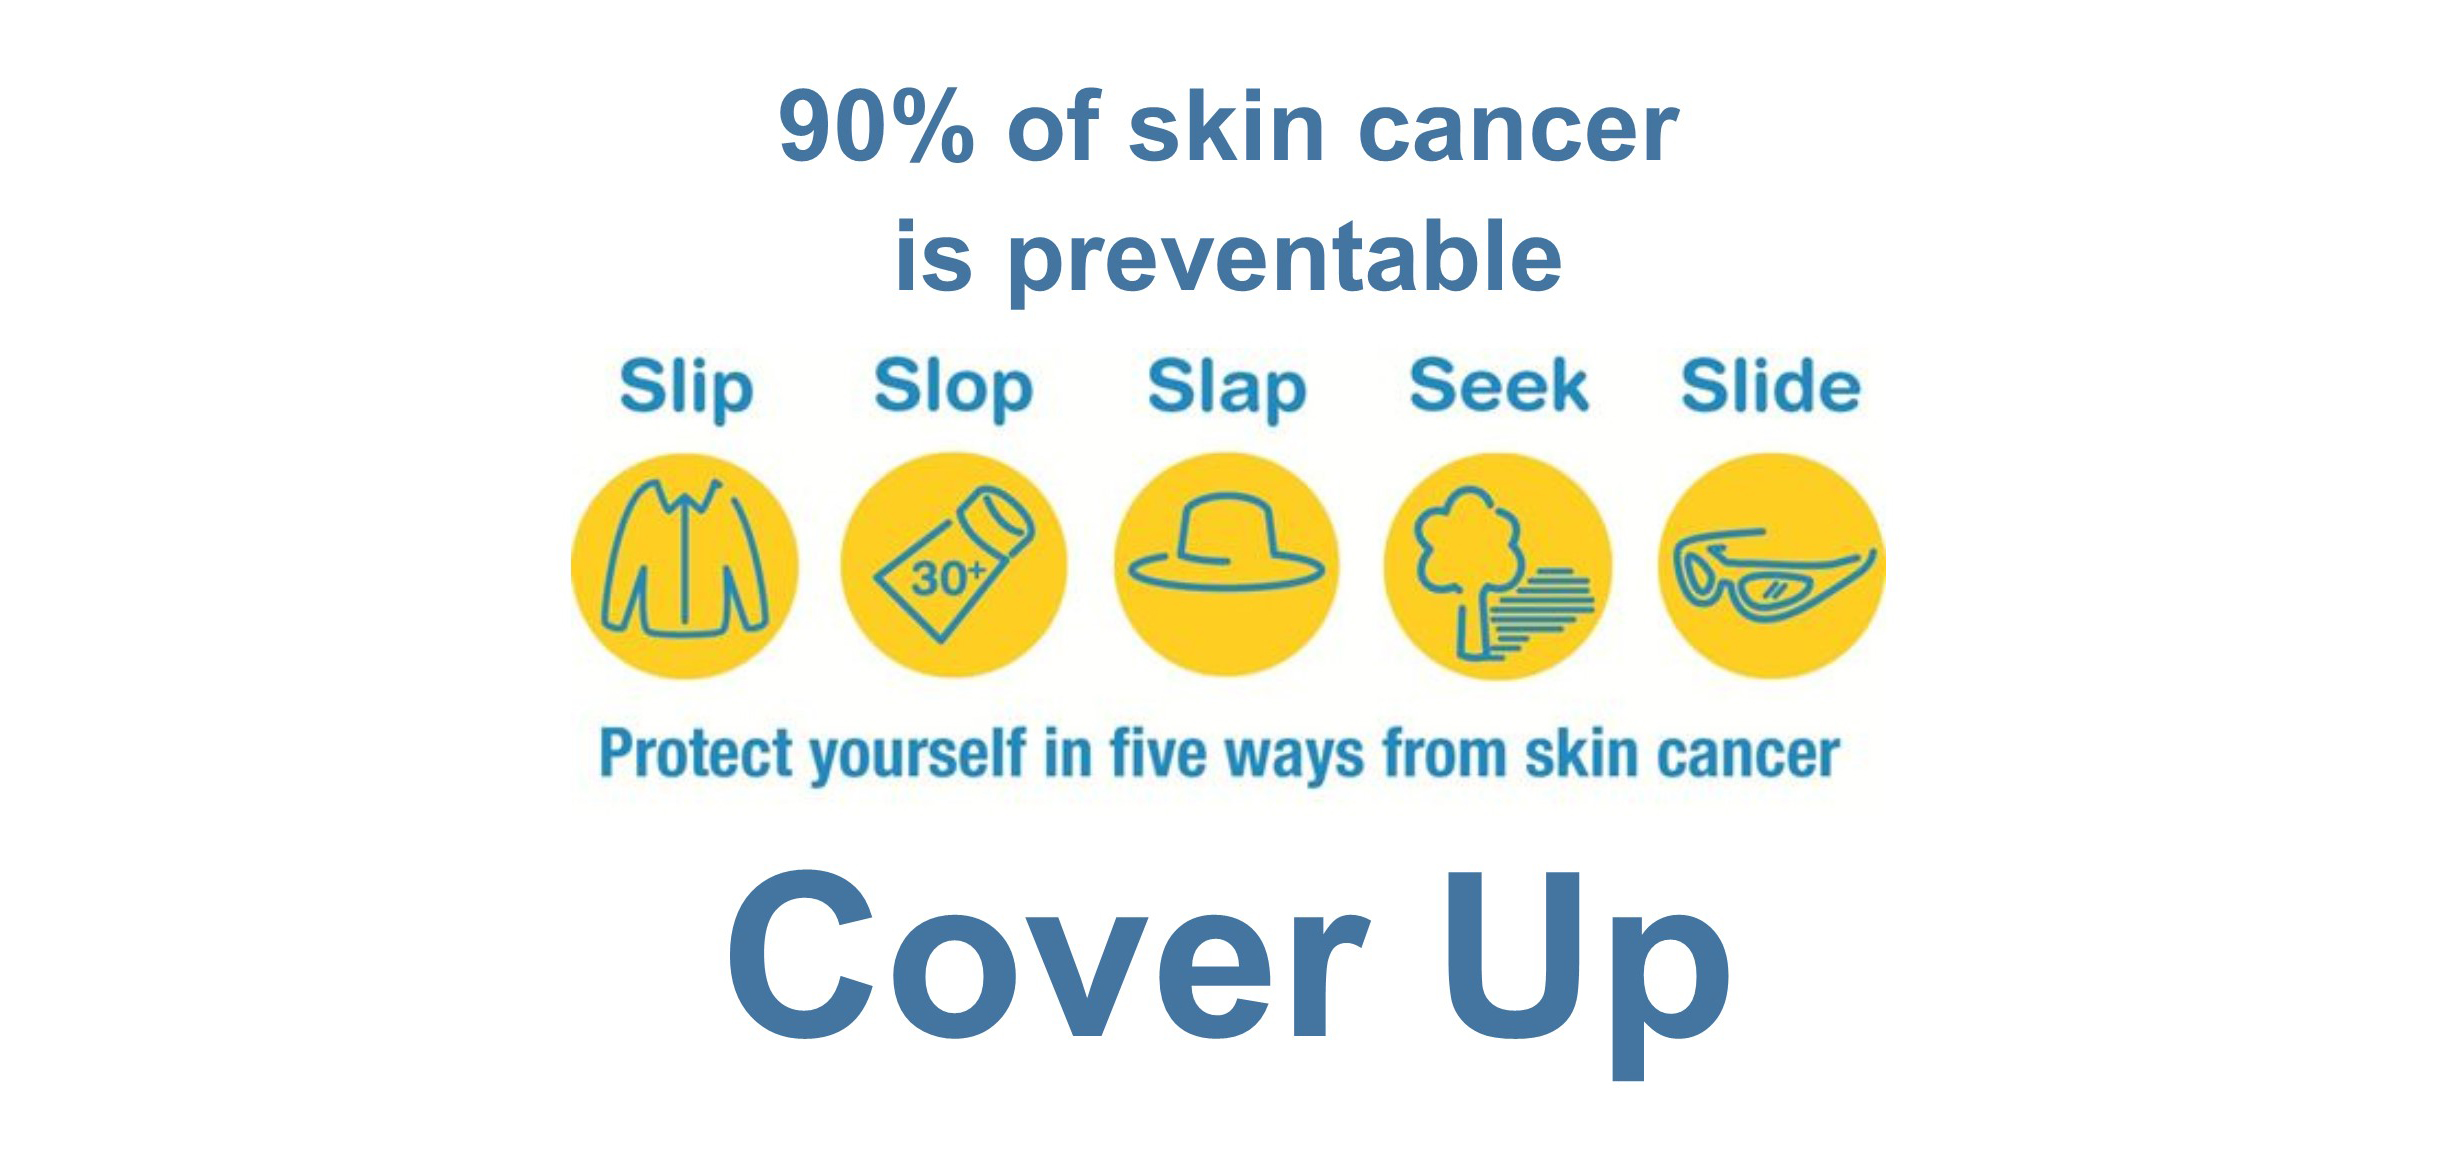 90% of skin cancer
is preventable
Slip Slop Slap Seek Slide
30+
Protect yourself in five ways from skin cancer
Cover Up